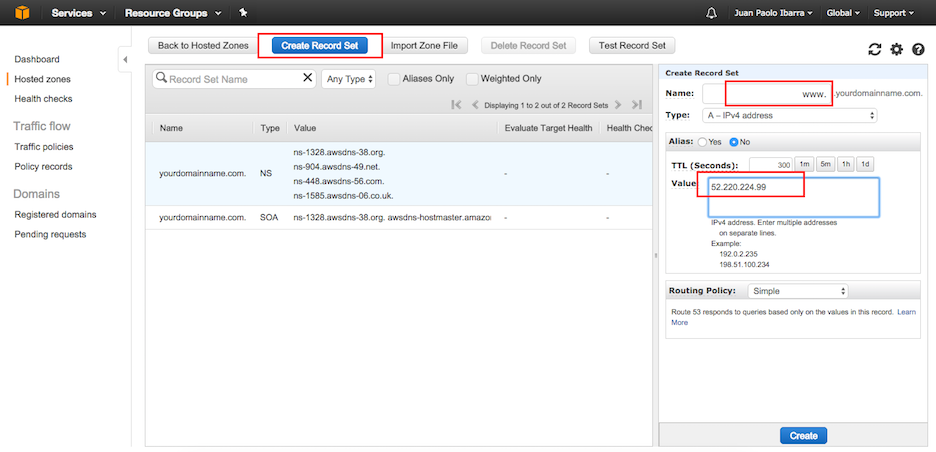 Services Resource Groups Juan Paolo Ibarra Global Support
Back to Hosted Zones Create Record Set Import Zone File Delete Record Set Test Record Set
Dashboard
Hosted zones
Health checks
Traffic flow
Traffic policies
Policy records
Domains
Registered domains
Pending requests
Record Set Name Any Type Aliases Only Weighted Only
Displaying 1 to 2 out of 2 Record Sets
Name Type Value Evaluate Target Health Health Chec
yourdomainname.com. NS ns-1328.awsdns-38.org. - -
ns-904.awsdns-49.net.
ns-448.awsdns-56.com.
ns-1585.awsdns-06.co.uk.
yourdomainname.com. SOA ns-1328.awsdns-38.org. awsdns-hostmaster.amazo - -
Create Record Set
Name: www. .yourdomainname.com.
Type: A – IPv4 address
Alias: Yes No
TTL (Seconds): 300 1m 5m 1h 1d
Value 52.220.224.99
IPv4 address. Enter multiple addresses
on separate lines.
Example:
192.0.2.235
198.51.100.234
Routing Policy: Simple
Route 53 responds to queries based only on the values in this record. Learn
More
Create